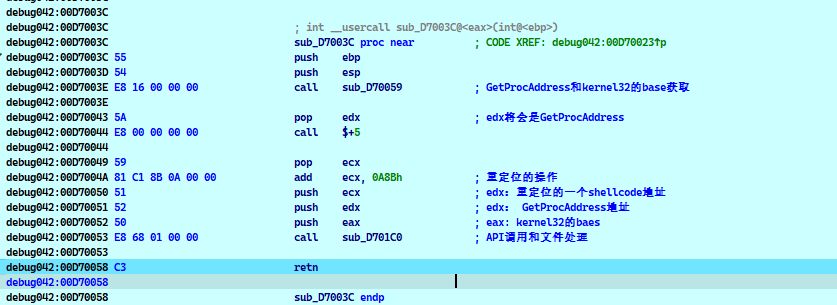 debug042:00D7003C
debug042:00D7003C
debug042:00D7003C ; int __usercall sub_D7003C@<eax>(int@<ebp>)
debug042:00D7003C sub_D7003C proc near ; CODE XREF: debug042:00D70023↑p
debug042:00D7003C 55 push ebp
debug042:00D7003D 54 push esp
debug042:00D7003E E8 16 00 00 00 call sub_D70059 ; GetProcAddress和kernel32的base获取
debug042:00D7003E
debug042:00D70043 5A pop edx ; edx将会是GetProcAddress
debug042:00D70044 E8 00 00 00 00 call $+5
debug042:00D70044
debug042:00D70049 59 pop ecx
debug042:00D7004A 81 C1 8B 0A 00 00 add ecx, 0A8Bh ; 重定位的操作
debug042:00D70050 51 push ecx ; edx: 重定位的一个shellcode地址
debug042:00D70051 52 push edx ; edx: GetProcAddress地址
debug042:00D70052 50 push eax ; eax: kernel32的baes
debug042:00D70053 E8 68 01 00 00 call sub_D701C0 ; API调用和文件处理
debug042:00D70053
debug042:00D70058 C3 retn
debug042:00D70058
debug042:00D70058 sub_D7003C endp